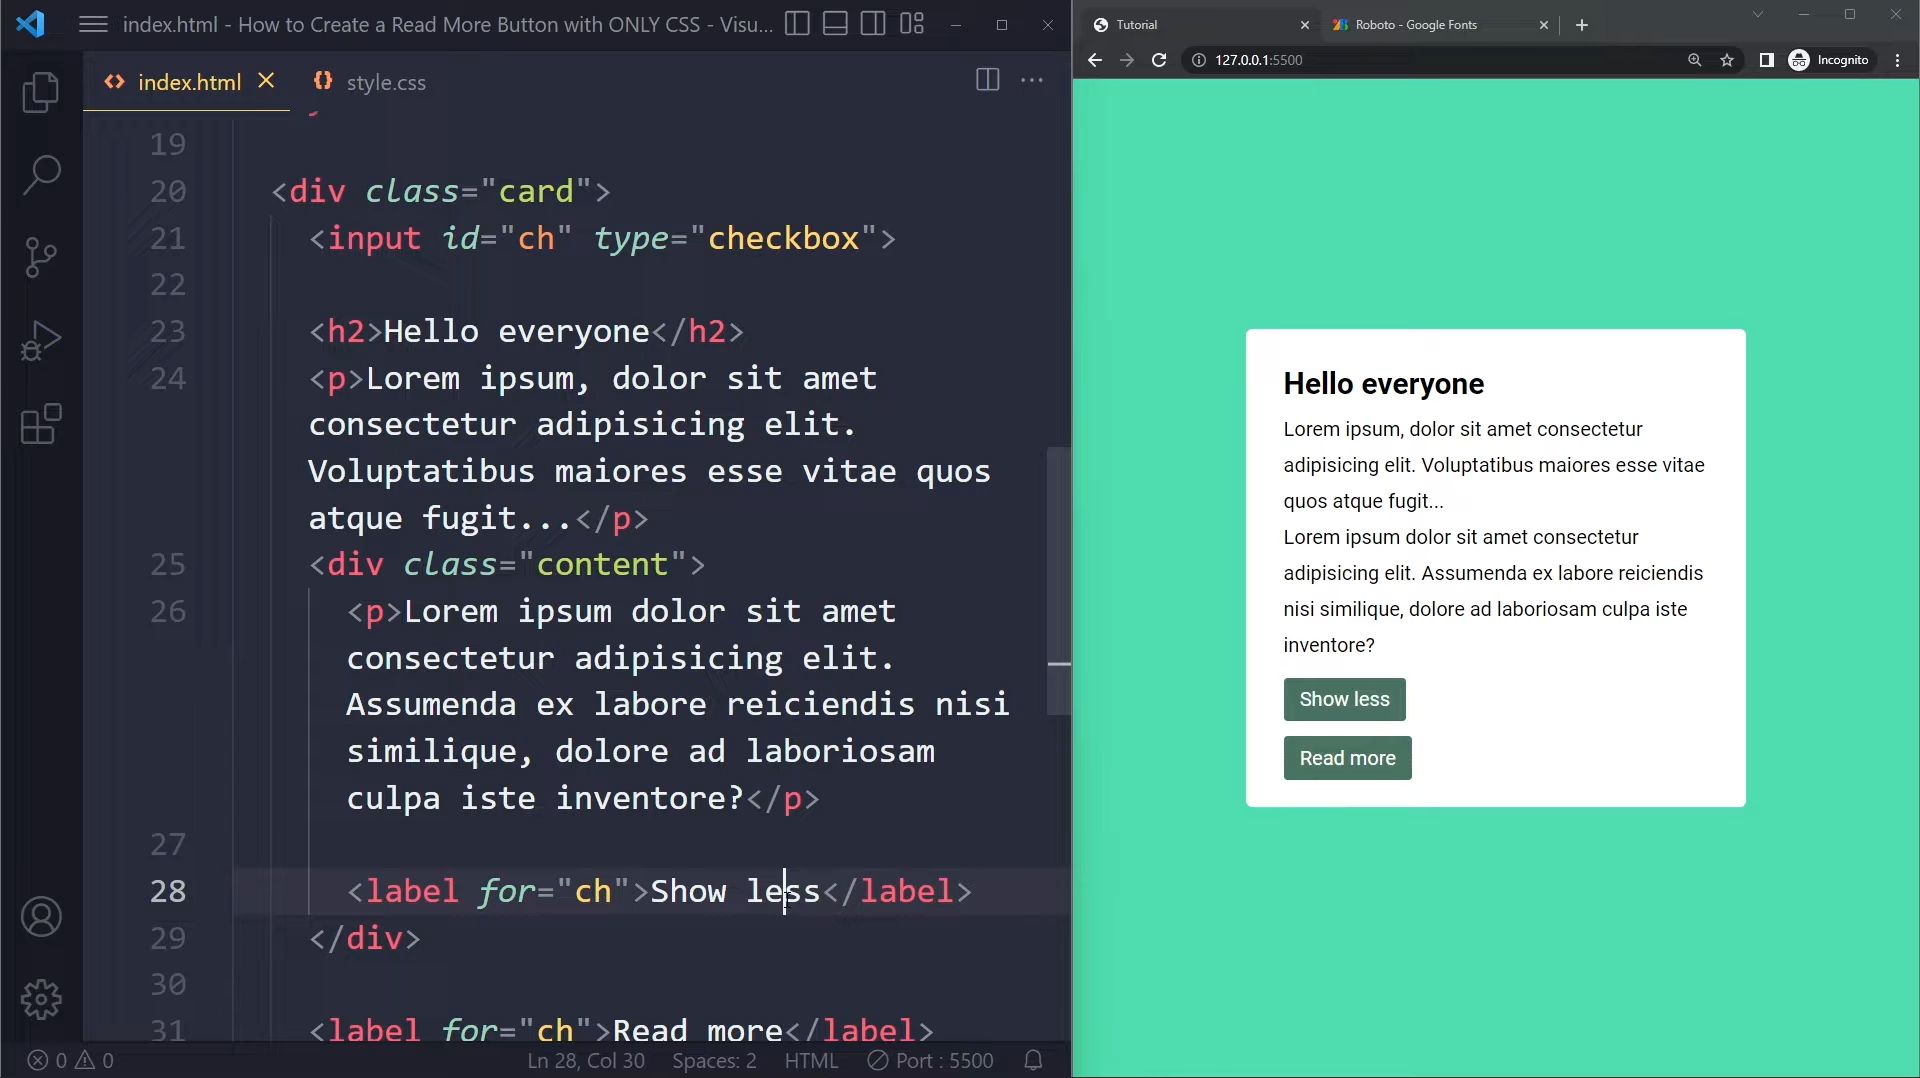 index.html - How to Create a Read More Button with ONLY CSS - Visu...
index.html
style.css
19
20 <div class="card">
21 <input id="ch" type="checkbox">
22
23 <h2>Hello everyone</h2>
24 <p>Lorem ipsum, dolor sit amet
consectetur adipisicing elit.
Voluptatibus maiores esse vitae quos
atque fugit...</p>
25 <div class="content">
26 <p>Lorem ipsum dolor sit amet
consectetur adipisicing elit.
Assumenda ex labore reiciendis nisi
similique, dolore ad laboriosam
culpa iste inventore?</p>
27
28 <label for="ch">Show less</label>
29 </div>
30
31 <label for="ch">Read more</label>
0 0 Ln 28, Col 30 Spaces: 2 HTML Port : 5500
Tutorial
Roboto - Google Fonts
127.0.0.1:5500
Incognito
Hello everyone
Lorem ipsum, dolor sit amet consectetur
adipisicing elit. Voluptatibus maiores esse vitae
quos atque fugit...
Lorem ipsum dolor sit amet consectetur
adipisicing elit. Assumenda ex labore reiciendis
nisi similique, dolore ad laboriosam culpa iste
inventore?
Show less
Read more